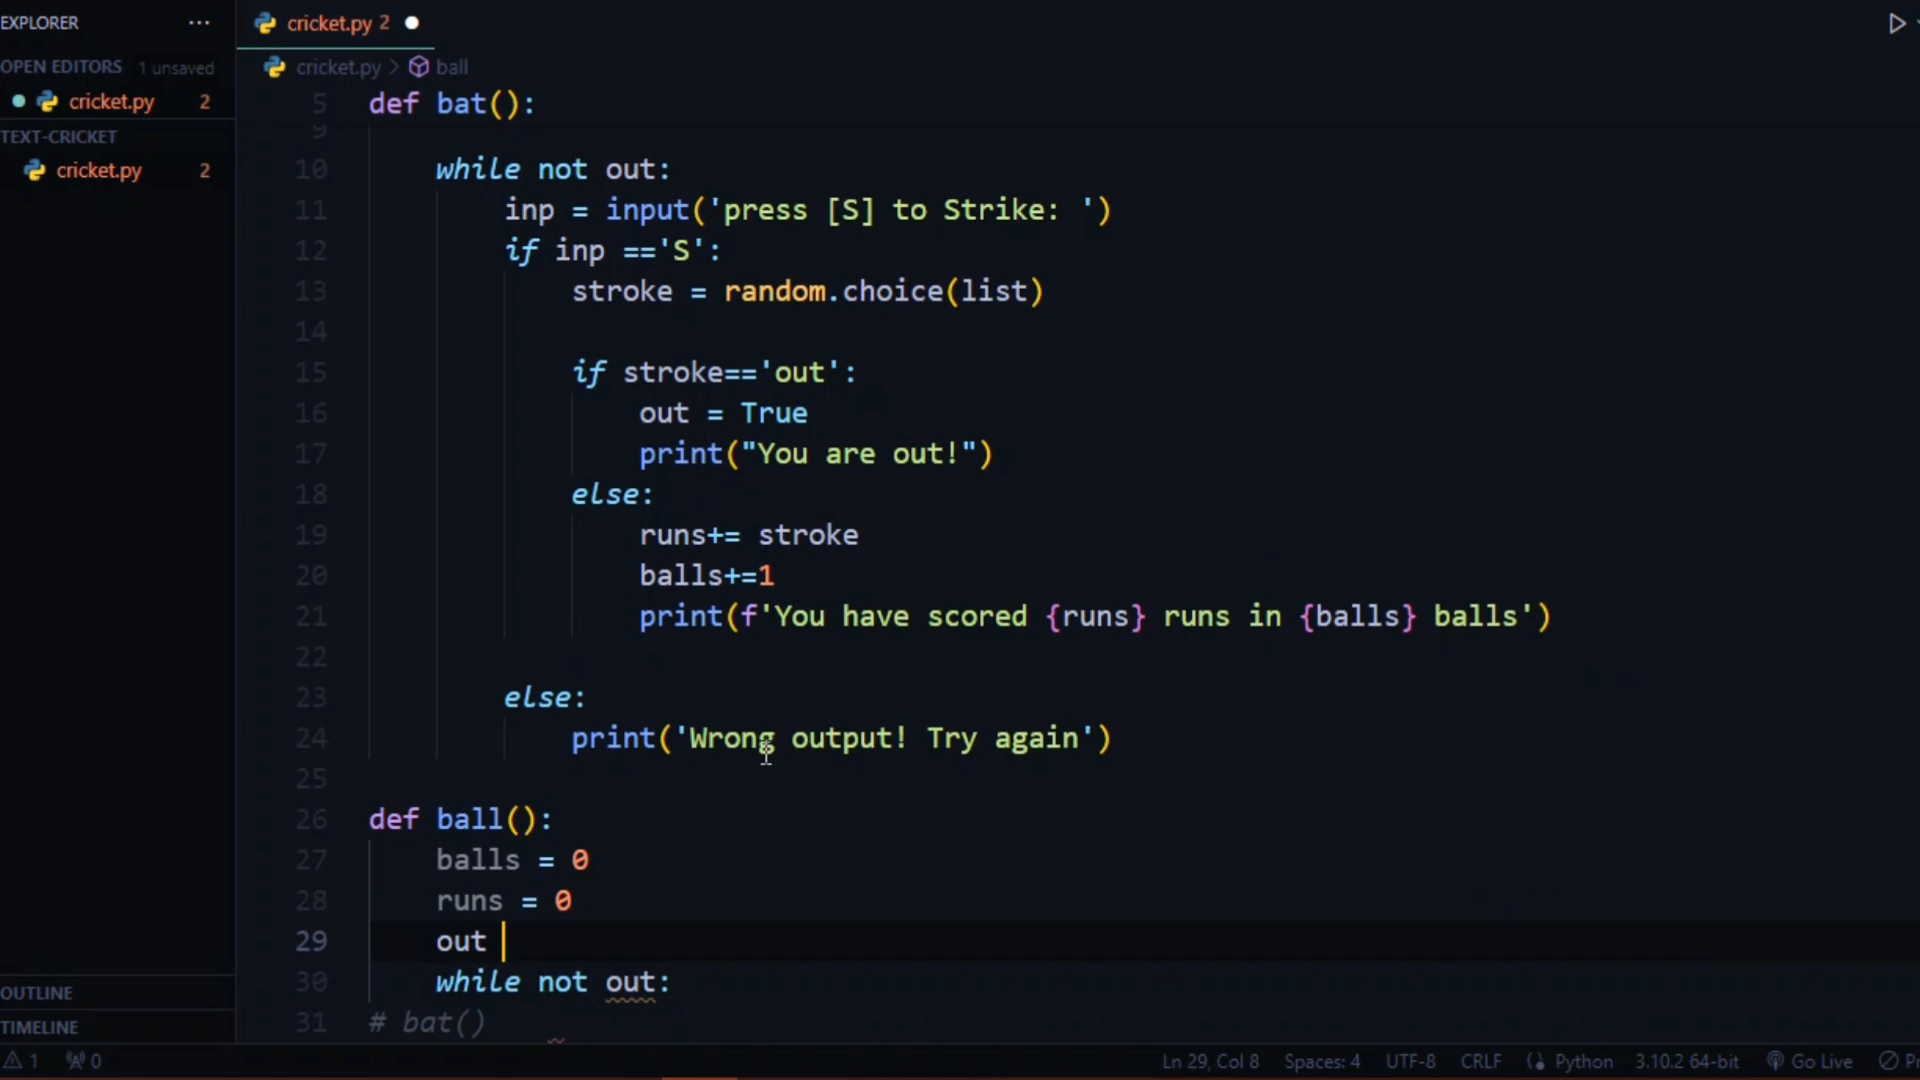 EXPLORER ...
OPEN EDITORS 1 unsaved
cricket.py 2
TEXT-CRICKET
cricket.py 2
OUTLINE
TIMELINE
cricket.py 2
cricket.py > ball
5 def bat():
9
10 while not out:
11 inp = input('press [S] to Strike: ')
12 if inp =='S':
13 stroke = random.choice(list)
14
15 if stroke=='out':
16 out = True
17 print("You are out!")
18 else:
19 runs+= stroke
20 balls+=1
21 print(f'You have scored {runs} runs in {balls} balls')
22
23 else:
24 print('Wrong output! Try again')
25
26 def ball():
27 balls = 0
28 runs = 0
29 out
30 while not out:
31 # bat()
1 0 Ln 29, Col 8 Spaces: 4 UTF-8 CRLF Python 3.10.2 64-bit Go Live